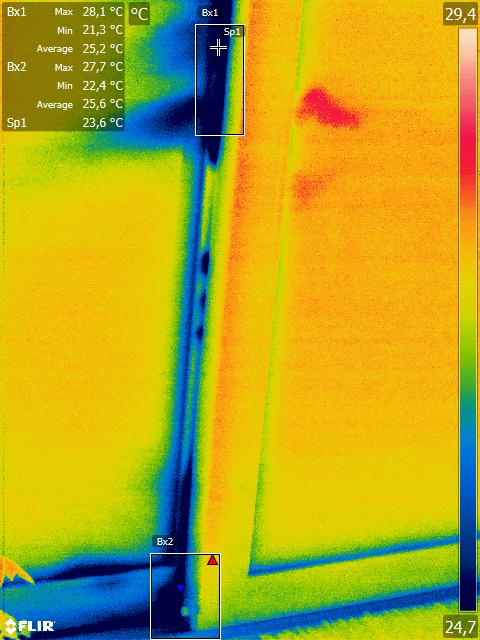 Bx1 Max 28,1 °C
Min 21,3 °C
Average 25,2 °C
Bx2 Max 27,7 °C
Min 22,4 °C
Average 25,6 °C
Sp1 23,6 °C
°C
Bx1
Sp1
29,4
Bx2
FLIR
24,7